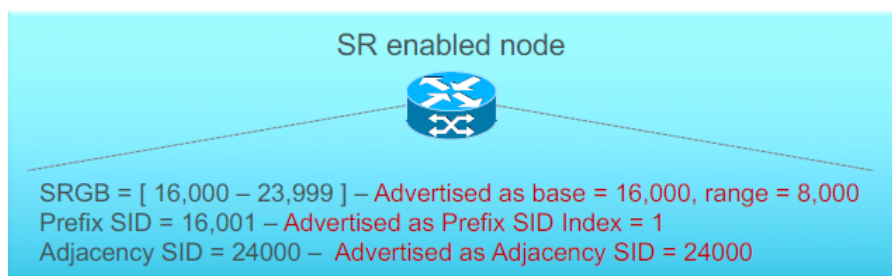 SR enabled node
SRGB = [ 16,000 – 23,999 ] – Advertised as base = 16,000, range = 8,000
Prefix SID = 16,001 – Advertised as Prefix SID Index = 1
Adjacency SID = 24000 – Advertised as Adjacency SID = 24000